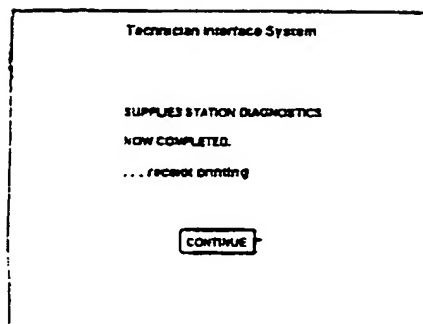 Technician Interface System
SUPPLIES STATION DIAGNOSTICS
NOW COMPLETED.
... receipt printing
CONTINUE